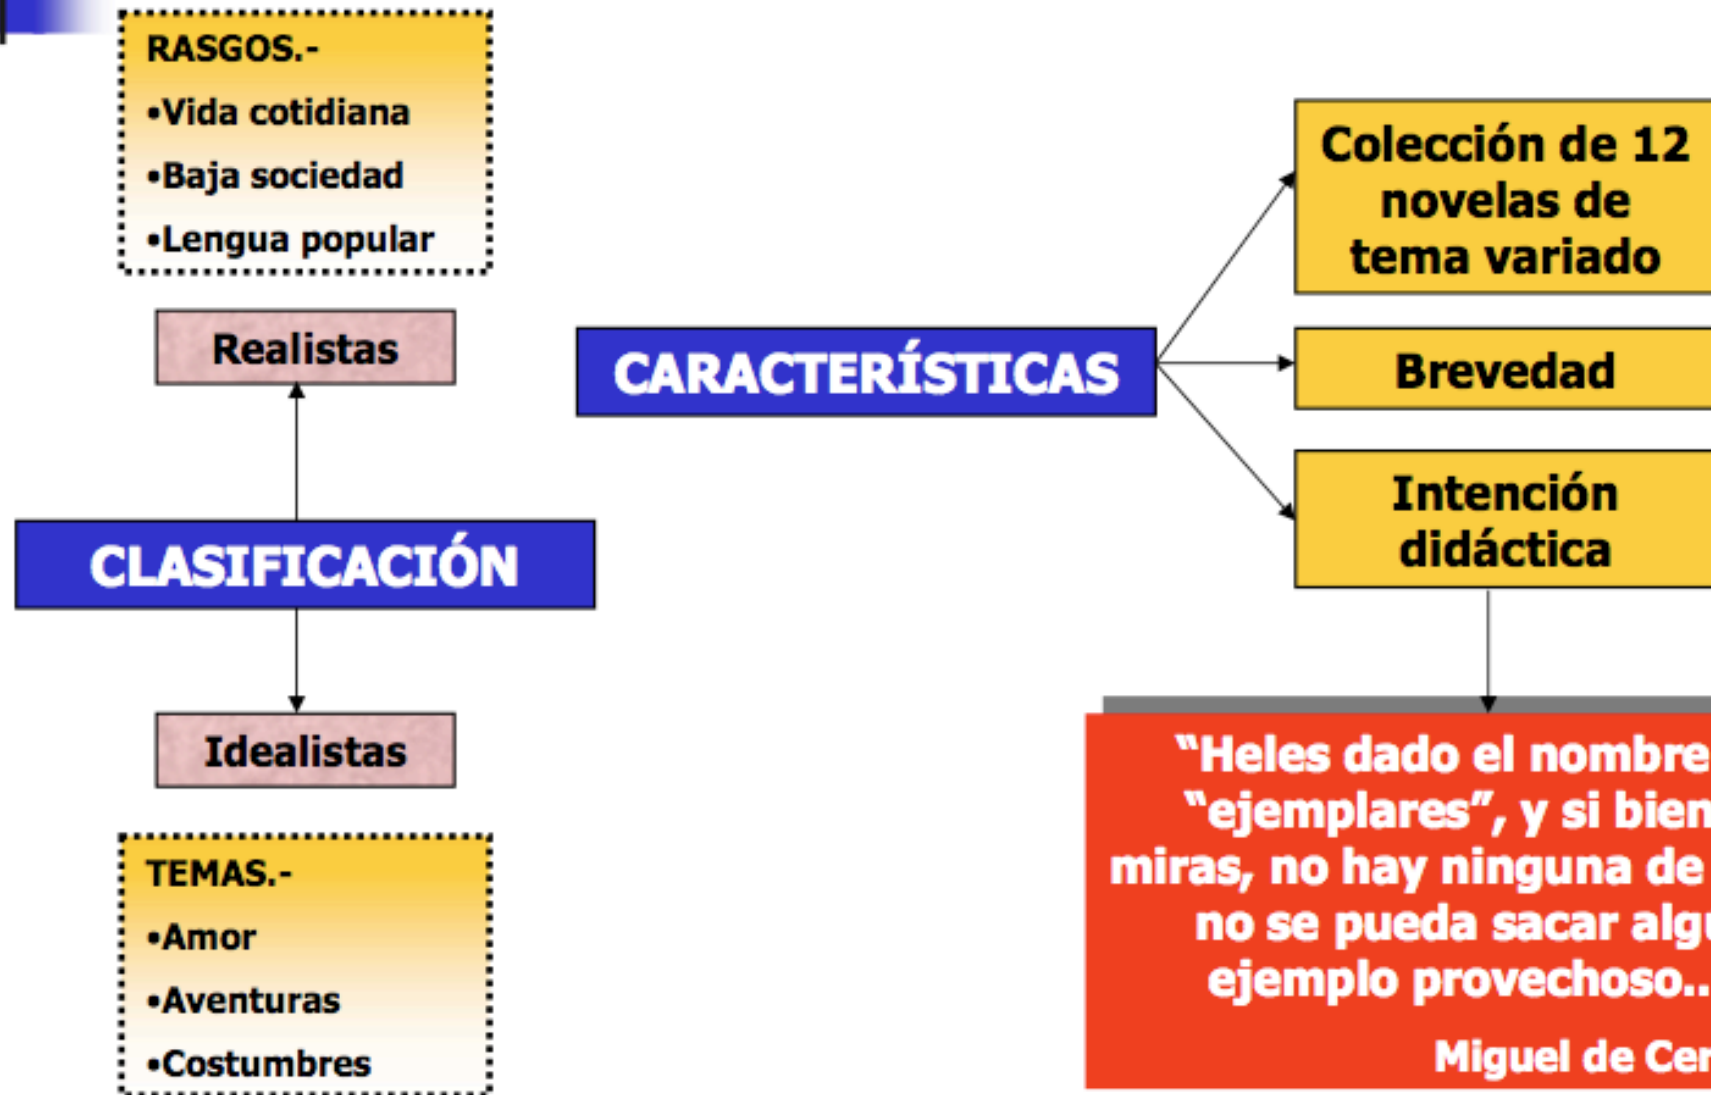 RASGOS.-
•Vida cotidiana
•Baja sociedad
•Lengua popular
Realistas
CLASIFICACIÓN
Idealistas
TEMAS.-
•Amor
•Aventuras
•Costumbres
CARACTERÍSTICAS
Colección de 12
novelas de
tema variado
Brevedad
Intención
didáctica
“Heles dado el nombre
“ejemplares”, y si bien
miras, no hay ninguna de
no se pueda sacar
ejemplo provechoso..
Miguel de